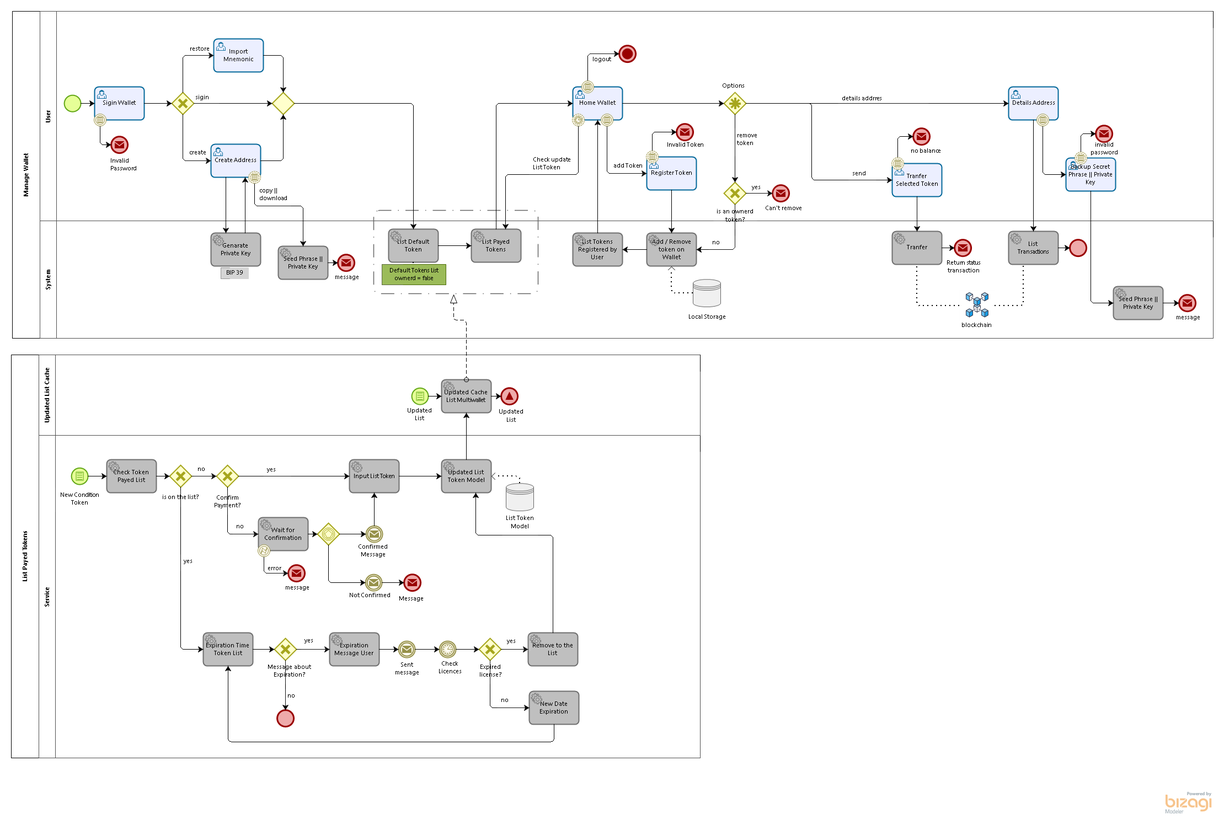 Manage Wallet
User
System
Sigin Wallet
Invalid
Password
restore
Import
Mnemonic
sigin
create
Create Address
copy ||
download
Genarate
Private Key
BIP 39
Seed Phrase ||
Private Key
message
List Default
Token
Default Tokens list
ownerd = false
List Payed
Tokens
Check update
List Token
logout
Home Wallet
add Token
Invalid Token
Register Token
List Tokens
Registered by
User
Add / Remove
token on
Wallet
Local Storage
Options
remove
token
yes
Can't remove
is an ownerd
token?
no
details addres
send
no balance
Tranfer
Selected Token
Tranfer
Return status
transaction
blockchain
Details Address
List
Transactions
invalid
password
Backup Secret
Phrase || Private
Key
Seed Phrase ||
Private Key
message
List Payed Tokens
Updated List Cache
Service
Updated
List
Updated Cache
List Multiwallet
Updated
List
New Condition
Token
Check Token
Payed List
is on the list?
no
Confirm
Payment?
yes
Input List Token
Updated List
Token Model
List Token
Model
no
Wait for
Confirmation
error
message
Confirmed
Message
Not Confirmed
Message
yes
Expiration Time
Token List
Message about
Expiration?
yes
no
Expiration
Message User
Sent
message
Check
Licences
Expired
license?
yes
Remove to the
List
no
New Date
Expiration
Powered by
bizagi
Modeler